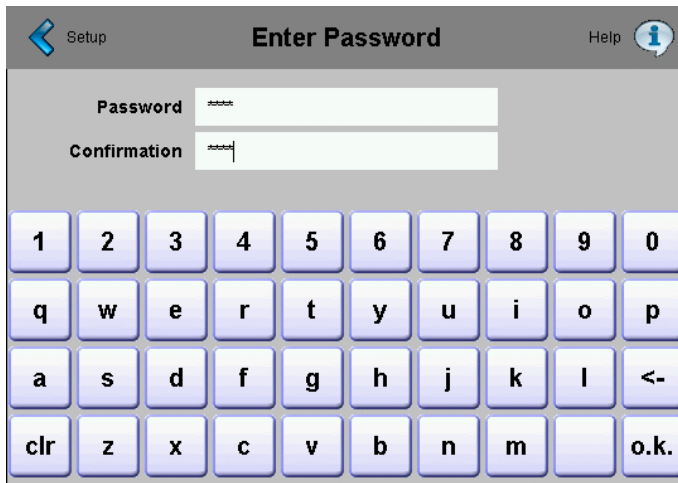 Setup Enter Password Help
Password ****
Confirmation ****
1 2 3 4 5 6 7 8 9 0
q w e r t y u i o p
a s d f g h j k l <-
clr z x c v b n m o.k.